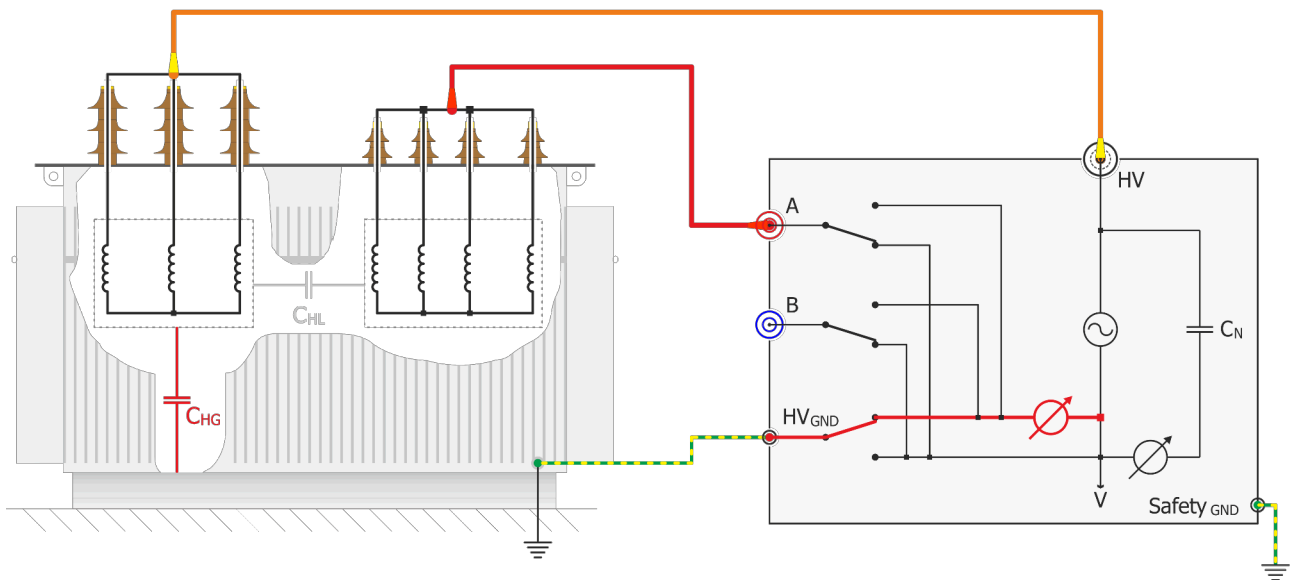 HV
A
C_HL
B
C_N
C_HG
HV_GND
V
Safety_GND